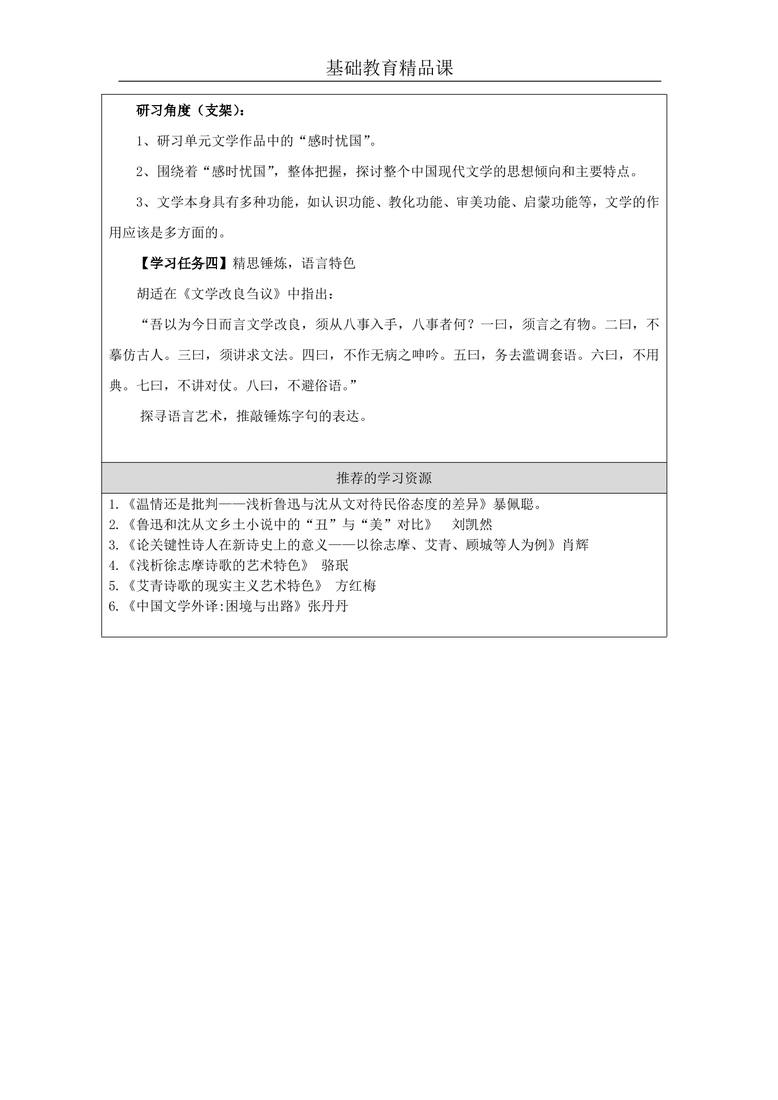 基础教育精品课
研习角度（支架）：
1、研习单元文学作品中的“感时忧国”。
2、围绕着“感时忧国”，整体把握，探讨整个中国现代文学的思想倾向和主要特点。
3、文学本身具有多种功能，如认识功能、教化功能、审美功能、启蒙功能等，文学的作
用应该是多方面的。
【学习任务四】精思锤炼，语言特色
胡适在《文学改良刍议》中指出：
“吾以为今日而言文学改良，须从八事入手，八事者何？一曰，须言之有物。二曰，不
摹仿古人。三曰，须讲求文法。四曰，不作无病之呻吟。五曰，务去滥调套语。六曰，不用
典。七曰，不讲对仗。八曰，不避俗语。”
探寻语言艺术，推敲锤炼字句的表达。
推荐的学习资源
1.《温情还是批判——浅析鲁迅与沈从文对待民俗态度的差异》暴佩聪。
2.《鲁迅和沈从文乡土小说中的“丑”与“美”对比》 刘凯然
3.《论关键性诗人在新诗史上的意义——以徐志摩、艾青、顾城等人为例》肖辉
4.《浅析徐志摩诗歌的艺术特色》 骆珉
5.《艾青诗歌的现实主义艺术特色》 方红梅
6.《中国文学外译:困境与出路》张丹丹